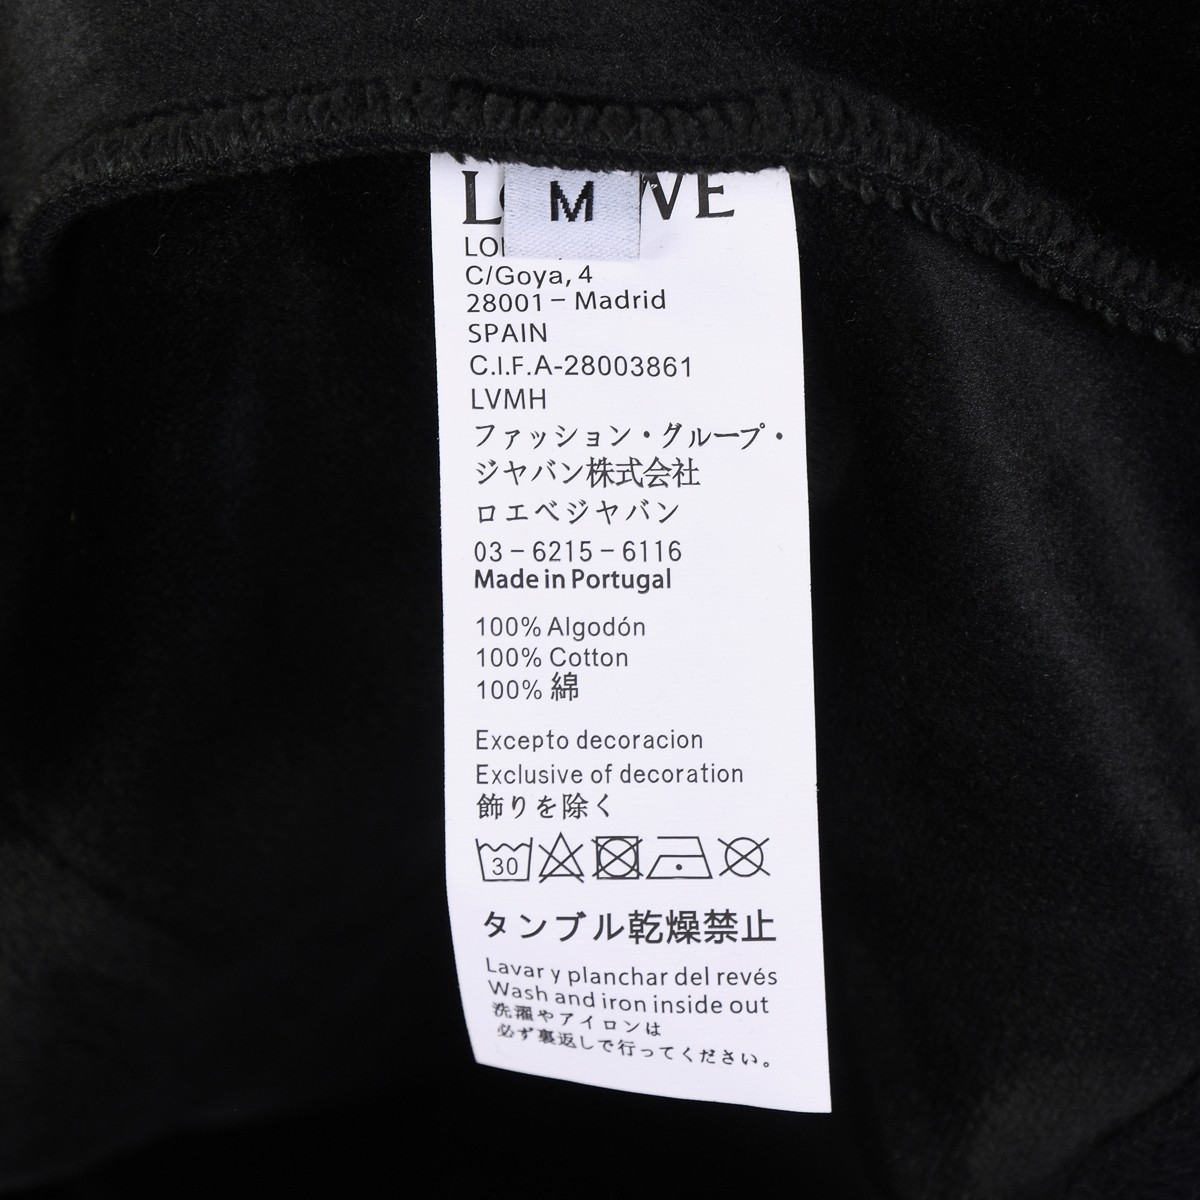 M
C/Goya, 4
28001 – Madrid
SPAIN
C.I.F.A-28003861
LVMH
ファッション・グループ・
ジャバン株式会社
ロエベジャバン
03 – 6215 – 6116
Made in Portugal
100% Algodón
100% Cotton
100% 綿
Excepto decoracion
Exclusive of decoration
飾りを除く
30
タンブル乾燥禁止
Lavar y planchar del revés
Wash and iron inside out
洗濯やアイロンは
必ず裏返しで行ってください。